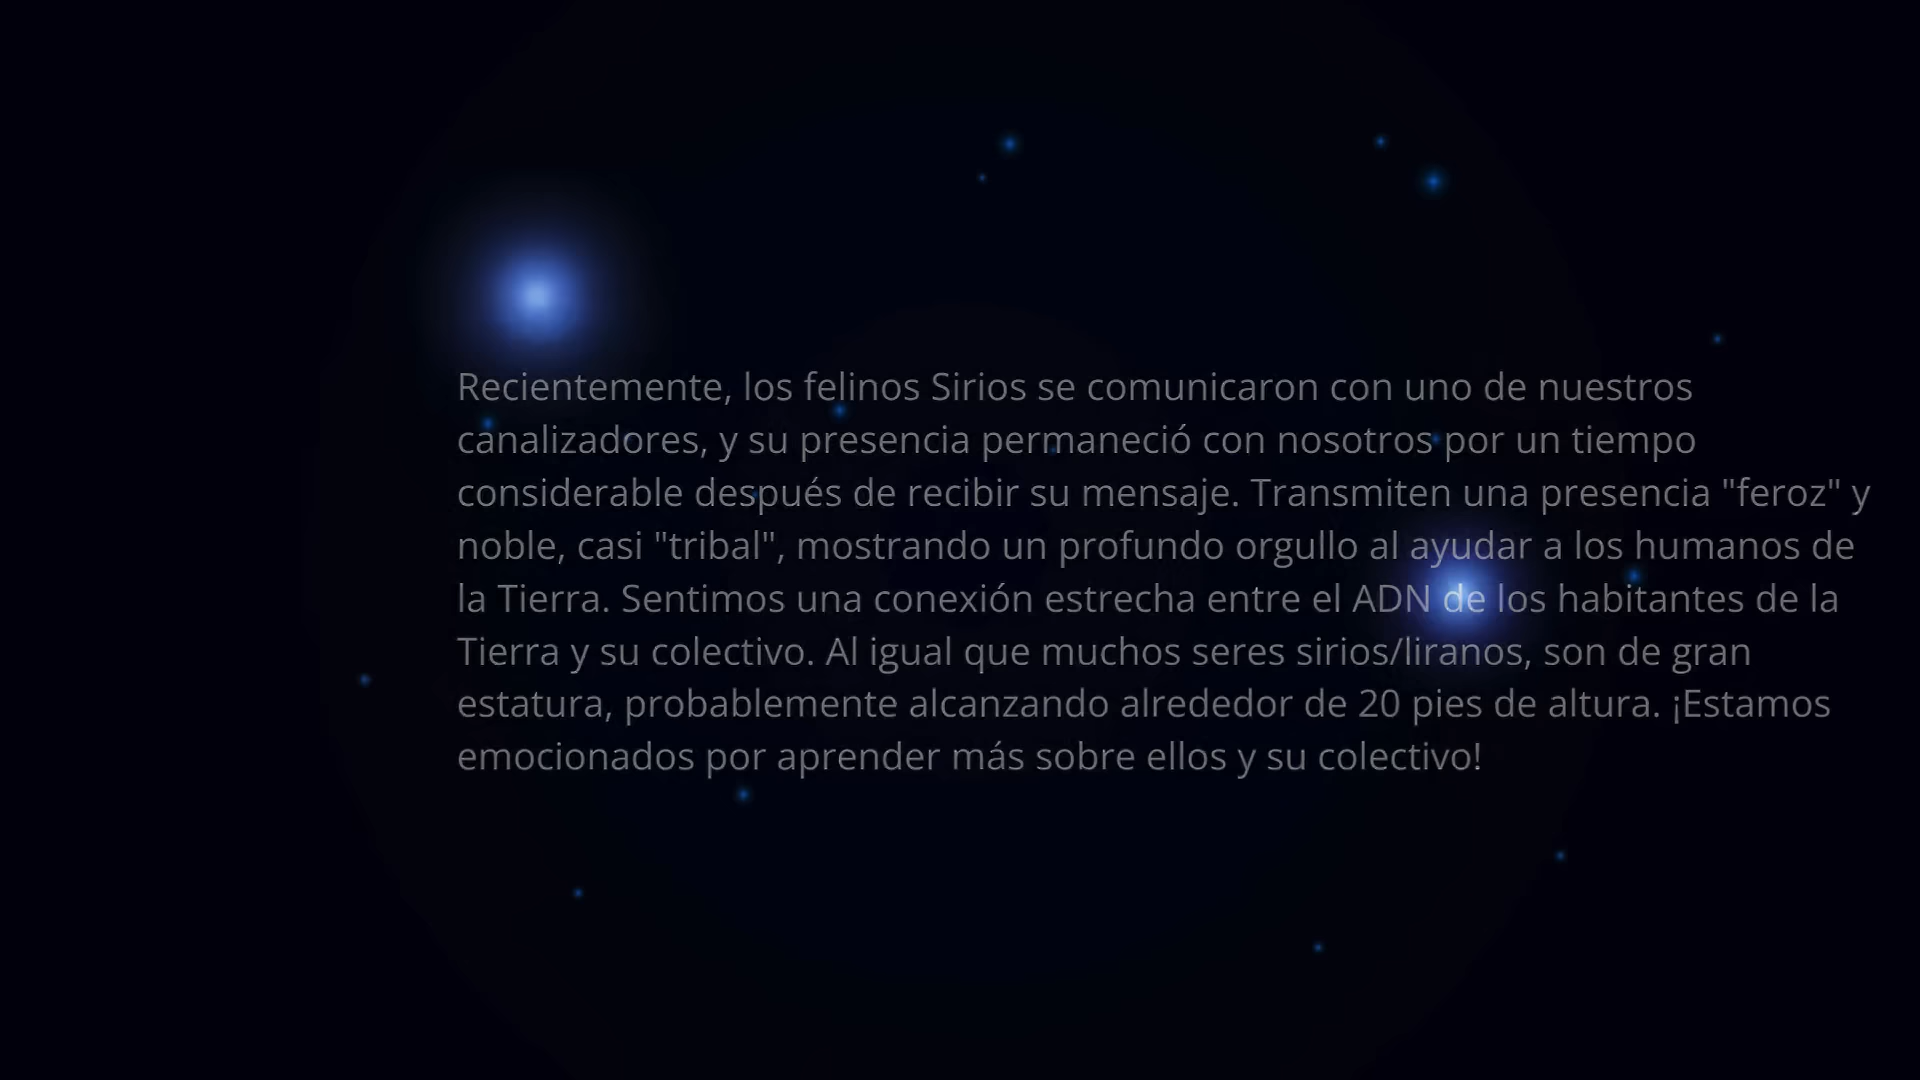 Recientemente, los felinos Sirios se comunicaron con uno de nuestros
canalizadores, y su presencia permaneció con nosotros por un tiempo
considerable después de recibir su mensaje. Transmiten una presencia "feroz" y
noble, casi "tribal", mostrando un profundo orgullo al ayudar a los humanos de
la Tierra. Sentimos una conexión estrecha entre el ADN de los habitantes de la
Tierra y su colectivo. Al igual que muchos seres sirios/liranos, son de gran
estatura, probablemente alcanzando alrededor de 20 pies de altura. ¡Estamos
emocionados por aprender más sobre ellos y su colectivo!